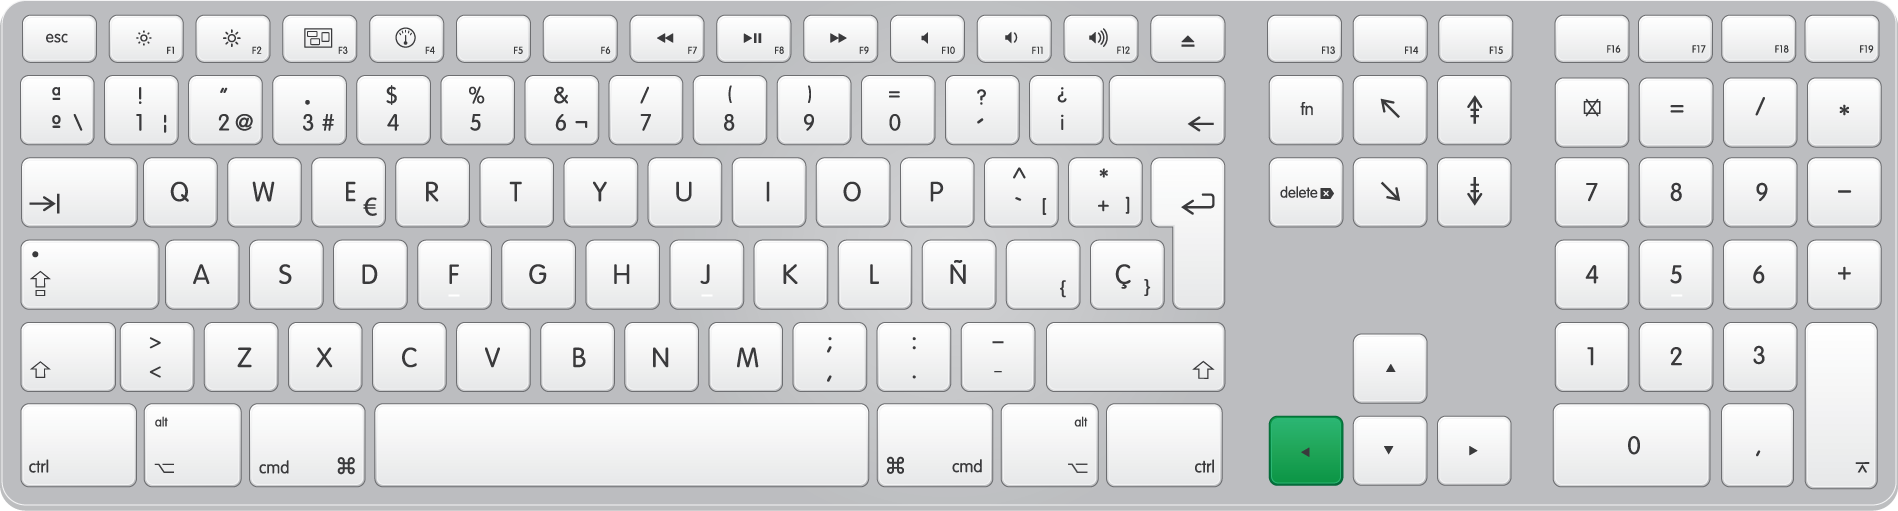 esc F1 F2 F3 F4 F5 F6 F7 F8 F9 F10 F11 F12 F13 F14 F15 F16 F17 F18 F19
ª ! ″ · $ % & / ( ) = ? ¿
º \ 1 ¦ 2 @ 3 # 4 5 6 ¬ 7 8 9 0 ´ ¡ ← fn ↖ ⇞ = / *
⇥ Q W E € R T Y U I O P ^ ` [ * + ] ↩ delete ↘ ⇟ 7 8 9 −
• ⇪ A S D F G H J K L Ñ { Ç } 4 5 6 +
⇧ > < Z X C V B N M ; , : . – - ⇧ ▲ 1 2 3
ctrl alt ⌥ cmd ⌘ ⌘ cmd alt ⌥ ctrl ◀ ▼ ▶ 0 , ⌅